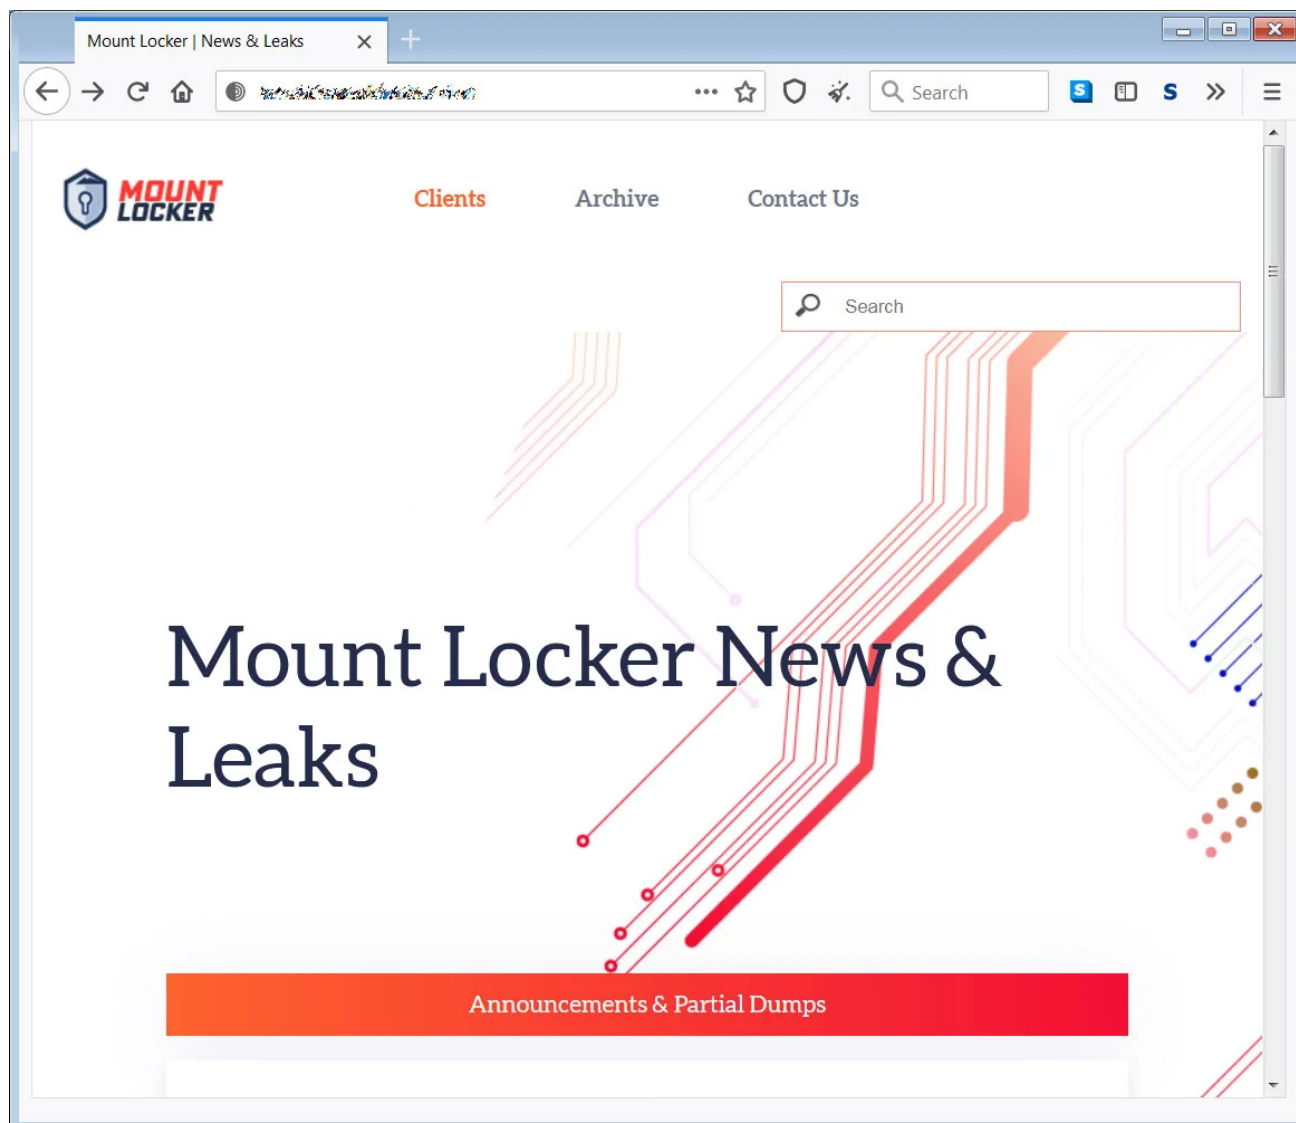 Mount Locker | News & Leaks
Search
S
S
MOUNT
LOCKER
Clients
Archive
Contact Us
Search
Mount Locker News &
Leaks
Announcements & Partial Dumps